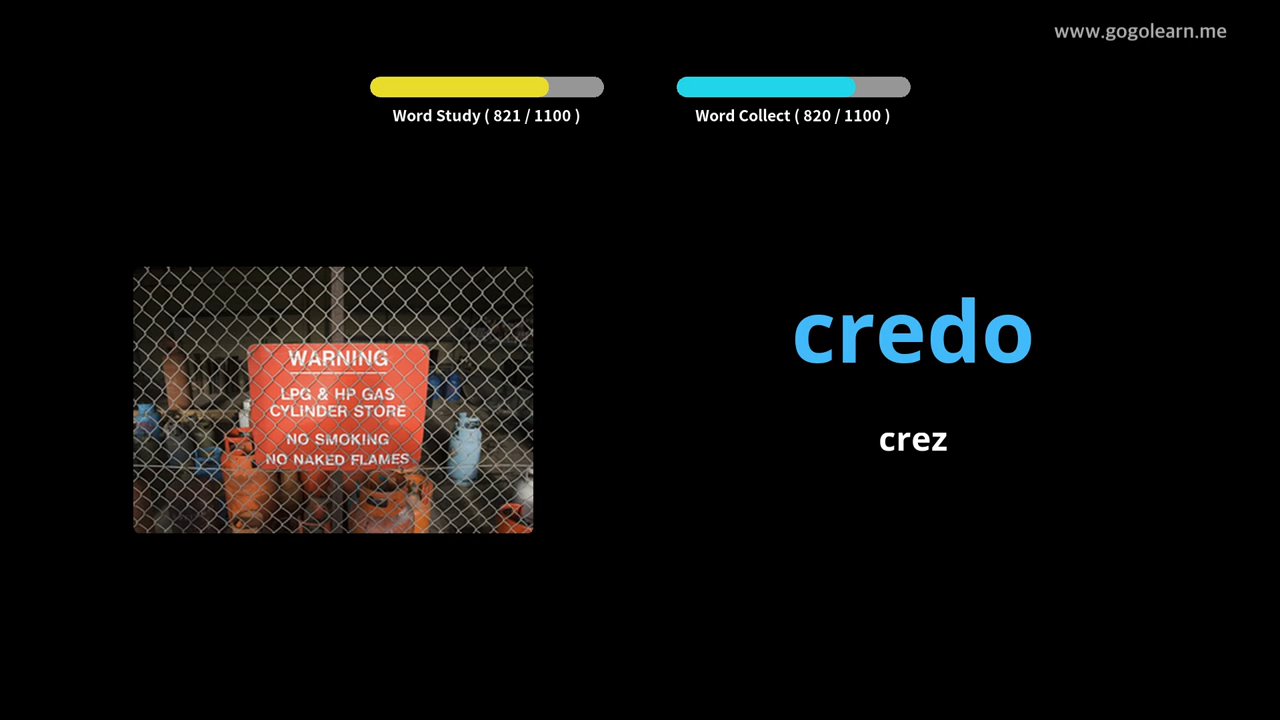 www.gogolearn.me
Word Study ( 821 / 1100 )
Word Collect ( 820 / 1100 )
WARNING
LPG & HP GAS
CYLINDER STORE
NO SMOKING
NO NAKED FLAMES
credo
crez